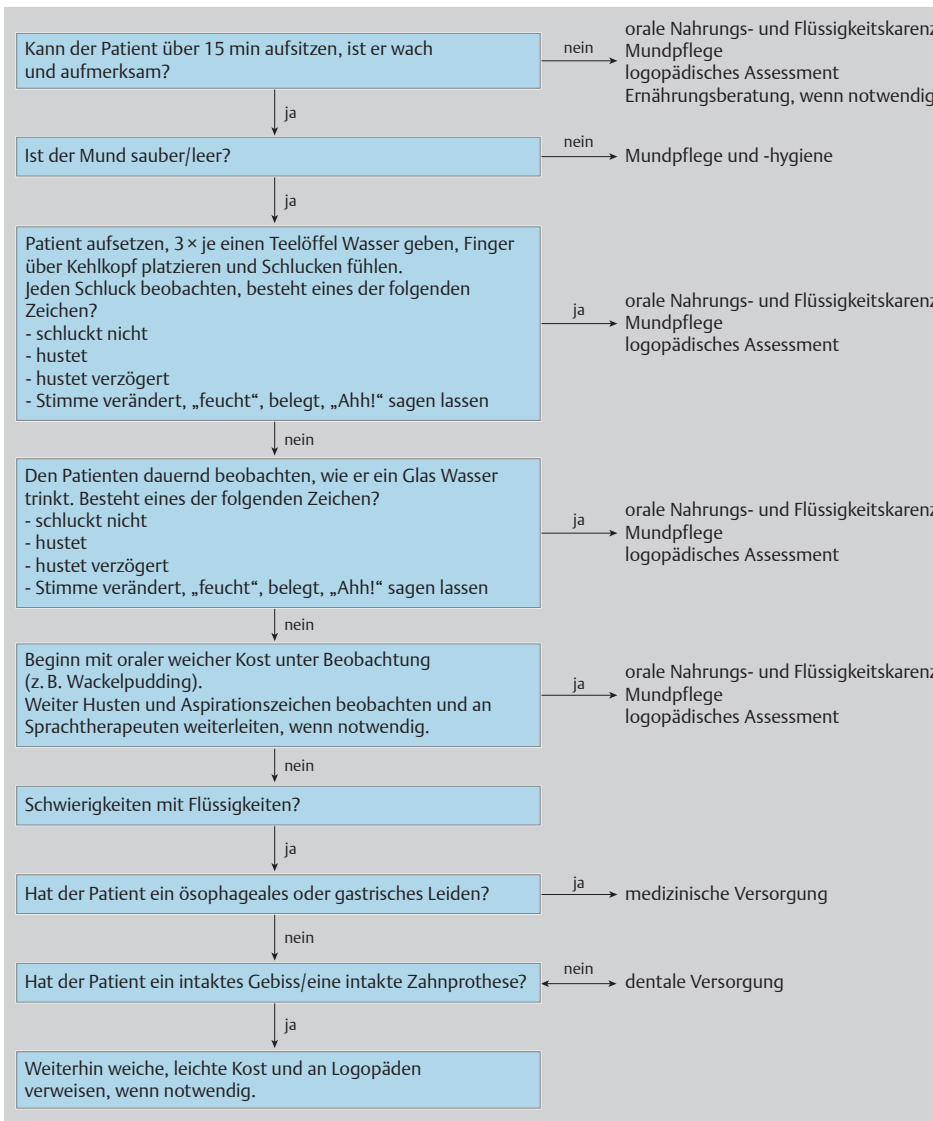 Kann der Patient über 15 min aufsitzen, ist er wach
und aufmerksam?
nein
orale Nahrungs- und Flüssigkeitskarenz
Mundpflege
logopädisches Assessment
Ernährungsberatung, wenn notwendig
ja
Ist der Mund sauber/leer?
nein
Mundpflege und -hygiene
ja
Patient aufsetzen, 3 × je einen Teelöffel Wasser geben, Finger
über Kehlkopf platzieren und Schlucken fühlen.
Jeden Schluck beobachten, besteht eines der folgenden
Zeichen?
- schluckt nicht
- hustet
- hustet verzögert
- Stimme verändert, „feucht“, belegt, „Ahh!“ sagen lassen
ja
orale Nahrungs- und Flüssigkeitskarenz
Mundpflege
logopädisches Assessment
nein
Den Patienten dauernd beobachten, wie er ein Glas Wasser
trinkt. Besteht eines der folgenden Zeichen?
- schluckt nicht
- hustet
- hustet verzögert
- Stimme verändert, „feucht“, belegt, „Ahh!“ sagen lassen
ja
orale Nahrungs- und Flüssigkeitskarenz
Mundpflege
logopädisches Assessment
nein
Beginn mit oraler weicher Kost unter Beobachtung
(z. B. Wackelpudding).
Weiter Husten und Aspirationszeichen beobachten und an
Sprachtherapeuten weiterleiten, wenn notwendig.
ja
orale Nahrungs- und Flüssigkeitskarenz
Mundpflege
logopädisches Assessment
nein
Schwierigkeiten mit Flüssigkeiten?
ja
Hat der Patient ein ösophageales oder gastrisches Leiden?
ja
medizinische Versorgung
nein
Hat der Patient ein intaktes Gebiss/eine intakte Zahnprothese?
nein
dentale Versorgung
ja
Weiterhin weiche, leichte Kost und an Logopäden
verweisen, wenn notwendig.